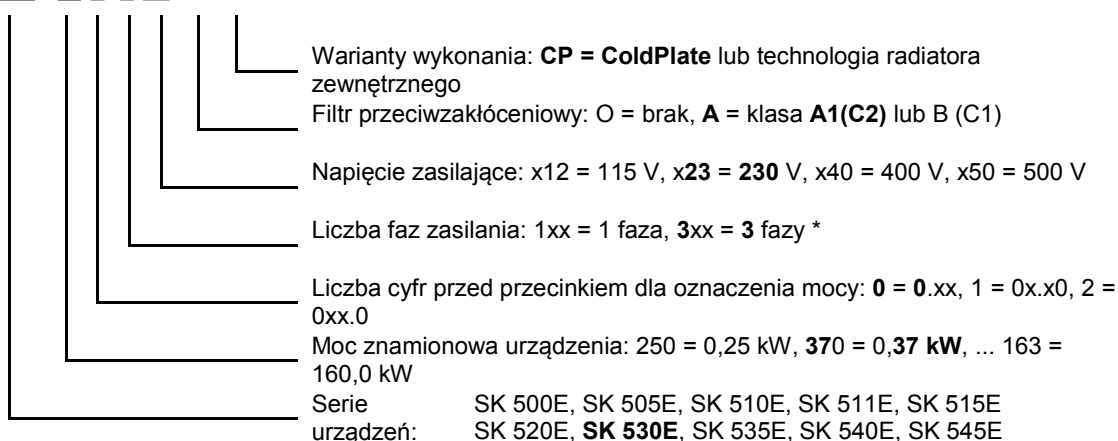 Warianty wykonania: CP = ColdPlate lub technologia radiatora
zewnętrznego
Filtr przeciwzakłóceniowy: O = brak, A = klasa A1(C2) lub B (C1)
Napięcie zasilające: x12 = 115 V, x23 = 230 V, x40 = 400 V, x50 = 500 V
Liczba faz zasilania: 1xx = 1 faza, 3xx = 3 fazy *
Liczba cyfr przed przecinkiem dla oznaczenia mocy: 0 = 0.xx, 1 = 0x.x0, 2 =
0xx.0
Moc znamionowa urządzenia: 250 = 0,25 kW, 370 = 0,37 kW, ... 163 =
160,0 kW
Serie SK 500E, SK 505E, SK 510E, SK 511E, SK 515E
urządzeń: SK 520E, SK 530E, SK 535E, SK 540E, SK 545E